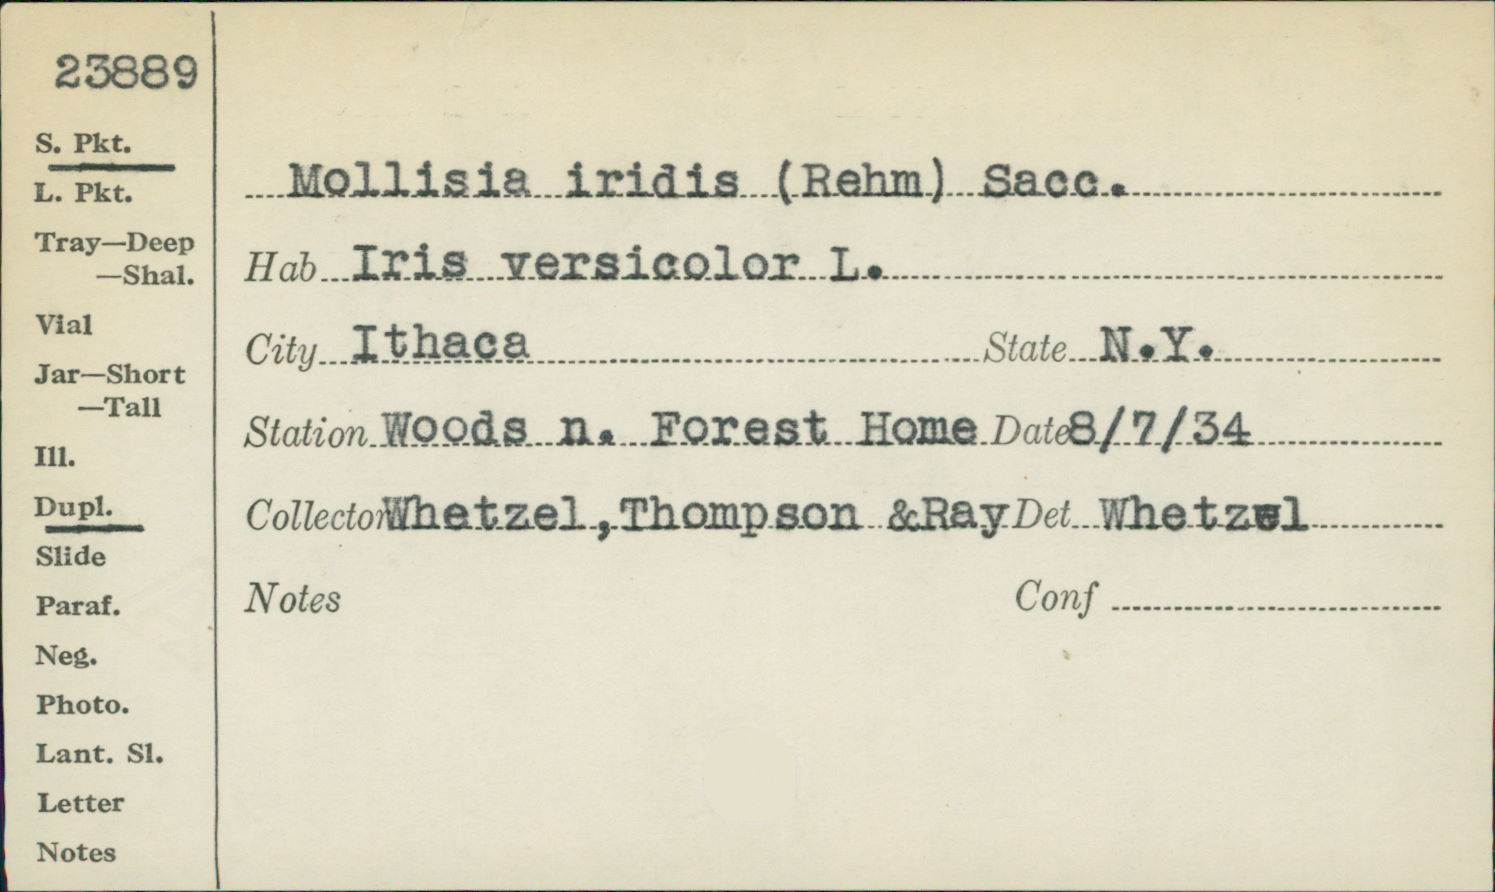 23889
S. Pkt.
L. Pkt.
Tray—Deep
—Shal.
Vial
Jar—Short
—Tall
Ill.
Dupl.
Slide
Paraf.
Neg.
Photo.
Lant. Sl.
Letter
Notes
Mollisia iridis (Rehm) Sacc.
Hab Iris versicolor L.
City Ithaca State N.Y.
Station Woods n. Forest Home Date 8/7/34
Collector Whetzel,Thompson &Ray Det Whetzel
Notes Conf